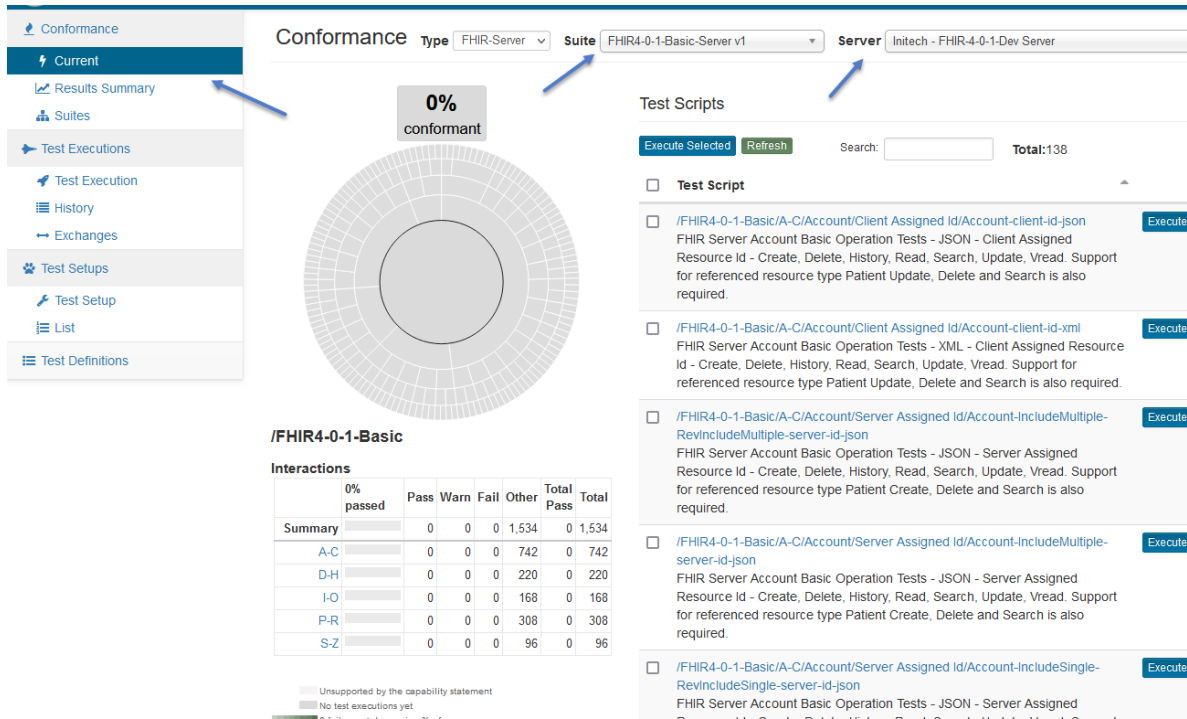 Conformance
Current
Results Summary
Suites
Test Executions
Test Execution
History
Exchanges
Test Setups
Test Setup
List
Test Definitions
Conformance Type FHIR-Server Suite FHIR4-0-1-Basic-Server v1 Server Initech - FHIR-4-0-1-Dev Server
0%
conformant
/FHIR4-0-1-Basic
Interactions
0% passed Pass Warn Fail Other Total Pass Total
Summary 0 0 0 1,534 0 1,534
A-C 0 0 0 742 0 742
D-H 0 0 0 220 0 220
I-O 0 0 0 168 0 168
P-R 0 0 0 308 0 308
S-Z 0 0 0 96 0 96
Unsupported by the capability statement
No test executions yet
Test Scripts
Execute Selected Refresh Search: Total:138
Test Script
/FHIR4-0-1-Basic/A-C/Account/Client Assigned Id/Account-client-id-json Execute
FHIR Server Account Basic Operation Tests - JSON - Client Assigned
Resource Id - Create, Delete, History, Read, Search, Update, Vread. Support
for referenced resource type Patient Update, Delete and Search is also
required.
/FHIR4-0-1-Basic/A-C/Account/Client Assigned Id/Account-client-id-xml Execute
FHIR Server Account Basic Operation Tests - XML - Client Assigned Resource
Id - Create, Delete, History, Read, Search, Update, Vread. Support for
referenced resource type Patient Update, Delete and Search is also required.
/FHIR4-0-1-Basic/A-C/Account/Server Assigned Id/Account-IncludeMultiple- Execute
RevIncludeMultiple-server-id-json
FHIR Server Account Basic Operation Tests - JSON - Server Assigned
Resource Id - Create, Delete, History, Read, Search, Update, Vread. Support
for referenced resource type Patient Create, Delete and Search is also
required.
/FHIR4-0-1-Basic/A-C/Account/Server Assigned Id/Account-IncludeMultiple- Execute
server-id-json
FHIR Server Account Basic Operation Tests - JSON - Server Assigned
Resource Id - Create, Delete, History, Read, Search, Update, Vread. Support
for referenced resource type Patient Create, Delete and Search is also
required.
/FHIR4-0-1-Basic/A-C/Account/Server Assigned Id/Account-IncludeSingle- Execute
RevIncludeSingle-server-id-json
FHIR Server Account Basic Operation Tests - JSON - Server Assigned